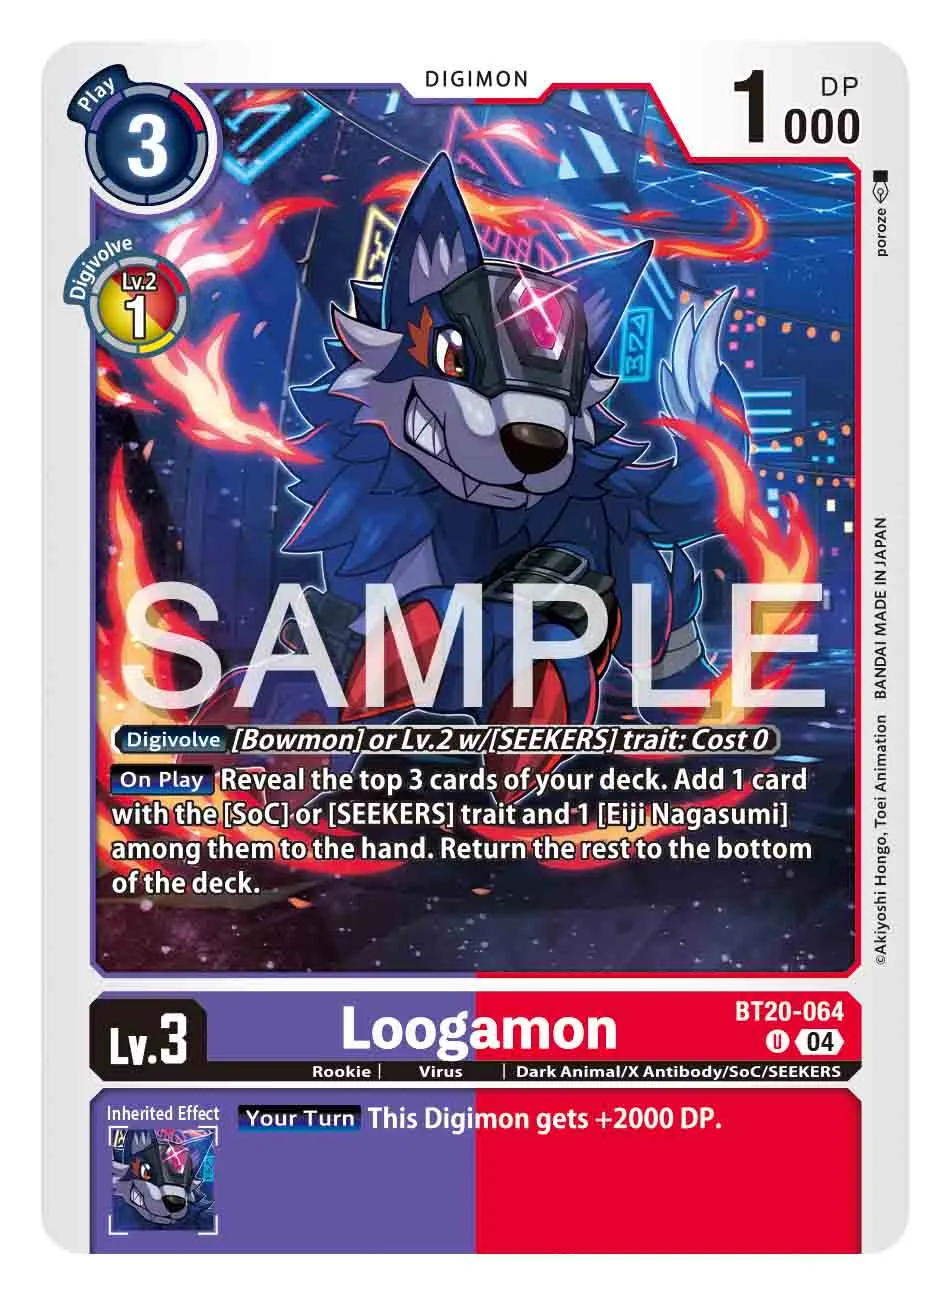 DIGIMON
Play
3
1000
DP
Digivolve
Lv.2
1
poroze
SAMPLE
Digivolve [Bowmon] or Lv.2 w/[SEEKERS] trait: Cost 0
On Play Reveal the top 3 cards of your deck. Add 1 card
with the [SoC] or [SEEKERS] trait and 1 [Eiji Nagasumi]
among them to the hand. Return the rest to the bottom
of the deck.
©Akiyoshi Hongo, Toei Animation BANDAI MADE IN JAPAN
Lv.3
Loogamon
BT20-064
U 04
Rookie | Virus | Dark Animal/X Antibody/SoC/SEEKERS
Inherited Effect
Your Turn This Digimon gets +2000 DP.